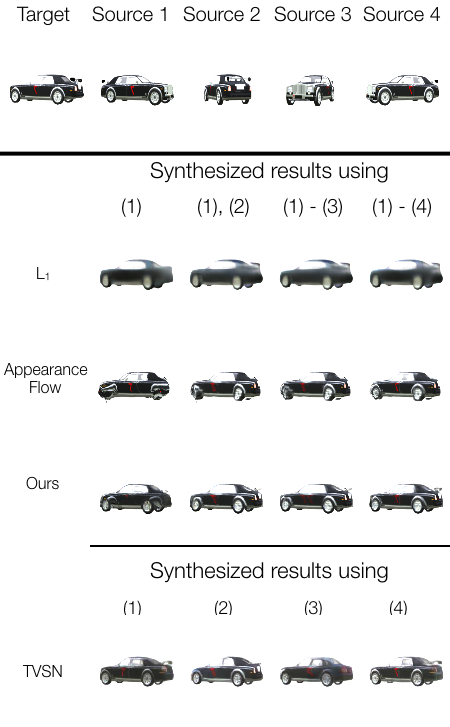 Target Source 1 Source 2 Source 3 Source 4
Synthesized results using
(1) (1), (2) (1) - (3) (1) - (4)
L₁
Appearance
Flow
Ours
Synthesized results using
(1) (2) (3) (4)
TVSN